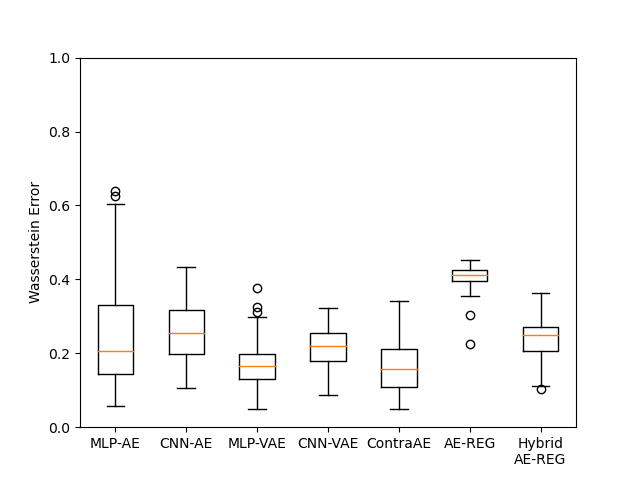 1.0
0.8
0.6
0.4
0.2
0.0
Wasserstein Error
MLP-AE CNN-AE MLP-VAE CNN-VAE ContraAE AE-REG Hybrid
AE-REG